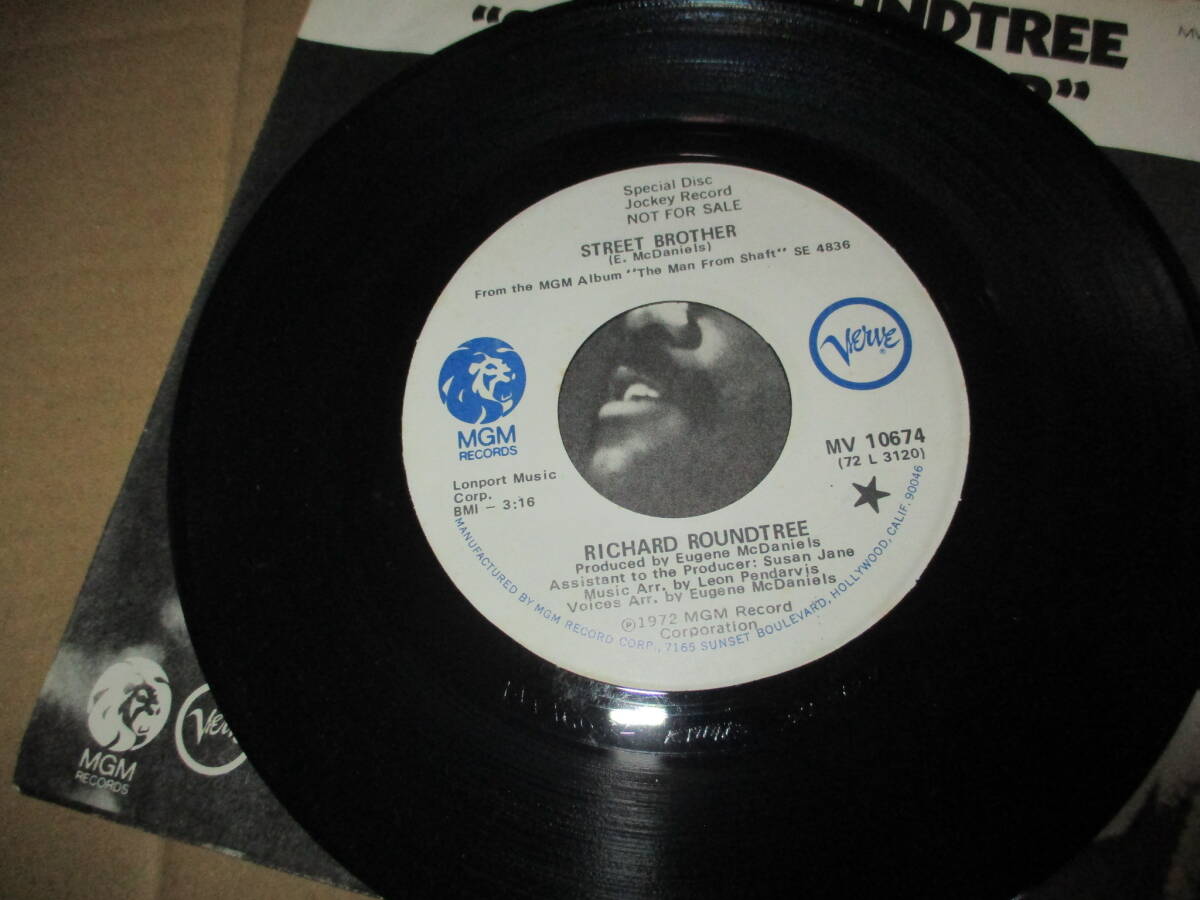 NDTREE
MV
Special Disc
Jockey Record
NOT FOR SALE
STREET BROTHER
(E. McDaniels)
From the MGM Album "The Man From Shaft" SE 4836
MGM
RECORDS
Verve
MV 10674
(72 L 3120)
Lonport Music
Corp.
BMI - 3:16
RICHARD ROUNDTREE
Produced by Eugene McDaniels
Assistant to the Producer: Susan Jane
Music Arr. by Leon Pendarvis
Voices Arr. by Eugene McDaniels
℗1972 MGM Record
Corporation
MANUFACTURED BY MGM RECORD CORP., 7165 SUNSET BOULEVARD, HOLLYWOOD, CALIF. 90046
MGM
RECORDS
Verve